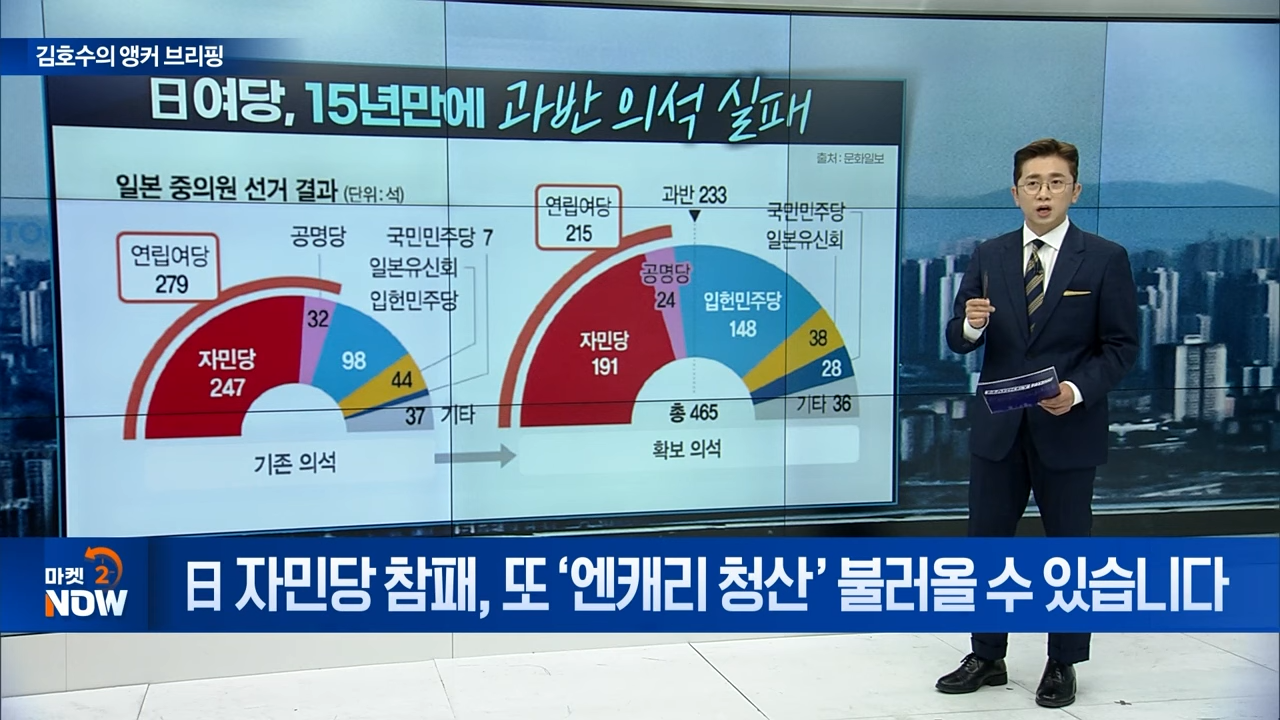 김호수의 앵커 브리핑
日여당, 15년만에 과반 의석 실패
출처 : 문화일보
일본 중의원 선거 결과 (단위:석)
연립여당
279
공명당
국민민주당 7
일본유신회
입헌민주당
32
자민당
247
98
44
37 기타
기존 의석
연립여당
215
과반 233
국민민주당
일본유신회
공명당
24
입헌민주당
148
자민당
191
38
28
기타 36
총 465
확보 의석
MARKET NOW
마켓 2
NOW
日 자민당 참패, 또 ‘엔캐리 청산’ 불러올 수 있습니다